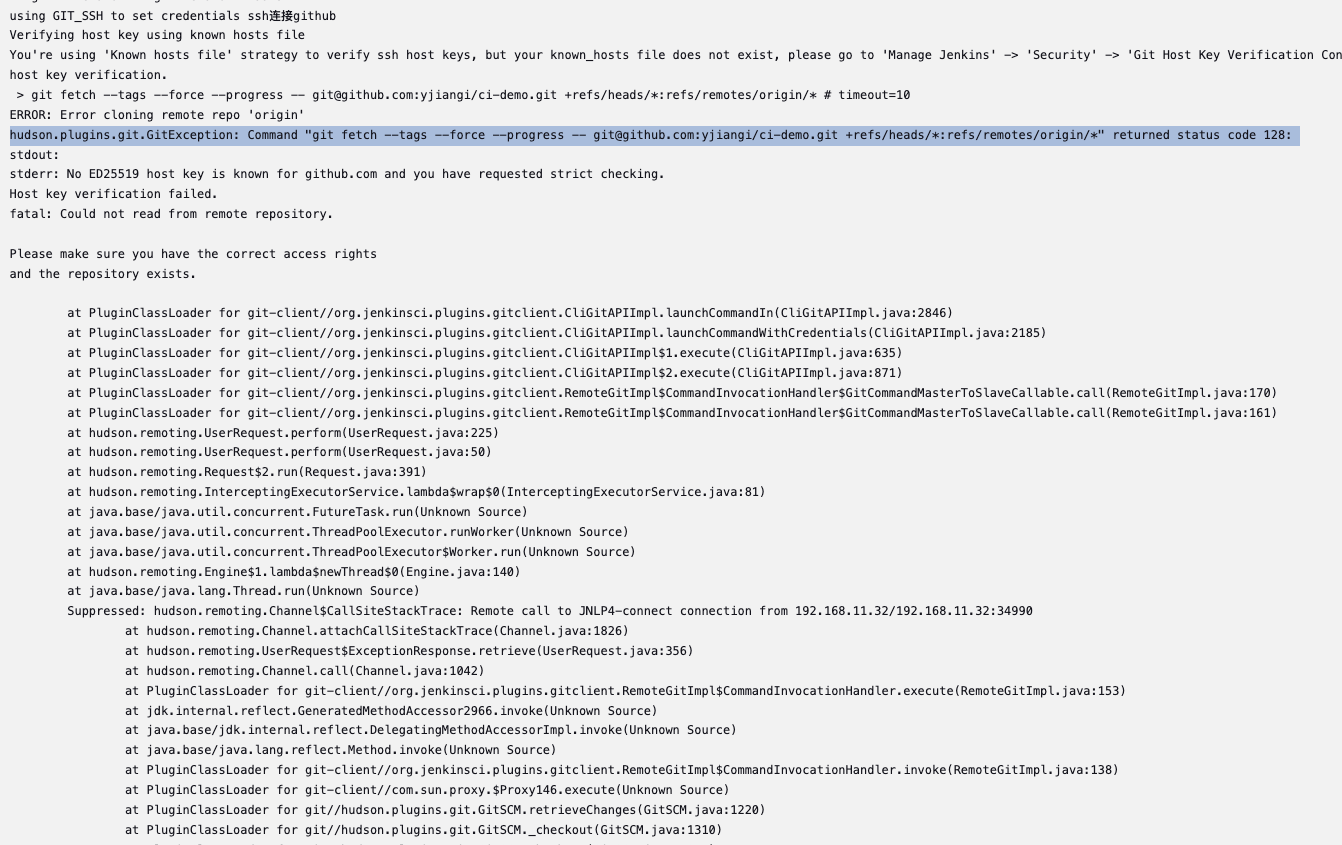 using GIT_SSH to set credentials ssh连接github
Verifying host key using known hosts file
You're using 'Known hosts file' strategy to verify ssh host keys, but your known_hosts file does not exist, please go to 'Manage Jenkins' -> 'Security' -> 'Git Host Key Verification Con
host key verification.
 > git fetch --tags --force --progress -- git@github.com:yjiangi/ci-demo.git +refs/heads/*:refs/remotes/origin/* # timeout=10
ERROR: Error cloning remote repo 'origin'
hudson.plugins.git.GitException: Command "git fetch --tags --force --progress -- git@github.com:yjiangi/ci-demo.git +refs/heads/*:refs/remotes/origin/*" returned status code 128:
stdout:
stderr: No ED25519 host key is known for github.com and you have requested strict checking.
Host key verification failed.
fatal: Could not read from remote repository.
Please make sure you have the correct access rights
and the repository exists.
at PluginClassLoader for git-client//org.jenkinsci.plugins.gitclient.CliGitAPIImpl.launchCommandIn(CliGitAPIImpl.java:2846)
at PluginClassLoader for git-client//org.jenkinsci.plugins.gitclient.CliGitAPIImpl.launchCommandWithCredentials(CliGitAPIImpl.java:2185)
at PluginClassLoader for git-client//org.jenkinsci.plugins.gitclient.CliGitAPIImpl$1.execute(CliGitAPIImpl.java:635)
at PluginClassLoader for git-client//org.jenkinsci.plugins.gitclient.CliGitAPIImpl$2.execute(CliGitAPIImpl.java:871)
at PluginClassLoader for git-client//org.jenkinsci.plugins.gitclient.RemoteGitImpl$CommandInvocationHandler$GitCommandMasterToSlaveCallable.call(RemoteGitImpl.java:170)
at PluginClassLoader for git-client//org.jenkinsci.plugins.gitclient.RemoteGitImpl$CommandInvocationHandler$GitCommandMasterToSlaveCallable.call(RemoteGitImpl.java:161)
at hudson.remoting.UserRequest.perform(UserRequest.java:225)
at hudson.remoting.UserRequest.perform(UserRequest.java:50)
at hudson.remoting.Request$2.run(Request.java:391)
at hudson.remoting.InterceptingExecutorService.lambda$wrap$0(InterceptingExecutorService.java:81)
at java.base/java.util.concurrent.FutureTask.run(Unknown Source)
at java.base/java.util.concurrent.ThreadPoolExecutor.runWorker(Unknown Source)
at java.base/java.util.concurrent.ThreadPoolExecutor$Worker.run(Unknown Source)
at hudson.remoting.Engine$1.lambda$newThread$0(Engine.java:140)
at java.base/java.lang.Thread.run(Unknown Source)
Suppressed: hudson.remoting.Channel$CallSiteStackTrace: Remote call to JNLP4-connect connection from 192.168.11.32/192.168.11.32:34990
at hudson.remoting.Channel.attachCallSiteStackTrace(Channel.java:1826)
at hudson.remoting.UserRequest$ExceptionResponse.retrieve(UserRequest.java:356)
at hudson.remoting.Channel.call(Channel.java:1042)
at PluginClassLoader for git-client//org.jenkinsci.plugins.gitclient.RemoteGitImpl$CommandInvocationHandler.execute(RemoteGitImpl.java:153)
at jdk.internal.reflect.GeneratedMethodAccessor2966.invoke(Unknown Source)
at java.base/jdk.internal.reflect.DelegatingMethodAccessorImpl.invoke(Unknown Source)
at java.base/java.lang.reflect.Method.invoke(Unknown Source)
at PluginClassLoader for git-client//org.jenkinsci.plugins.gitclient.RemoteGitImpl$CommandInvocationHandler.invoke(RemoteGitImpl.java:138)
at PluginClassLoader for git-client//com.sun.proxy.$Proxy146.execute(Unknown Source)
at PluginClassLoader for git//hudson.plugins.git.GitSCM.retrieveChanges(GitSCM.java:1220)
at PluginClassLoader for git//hudson.plugins.git.GitSCM._checkout(GitSCM.java:1310)